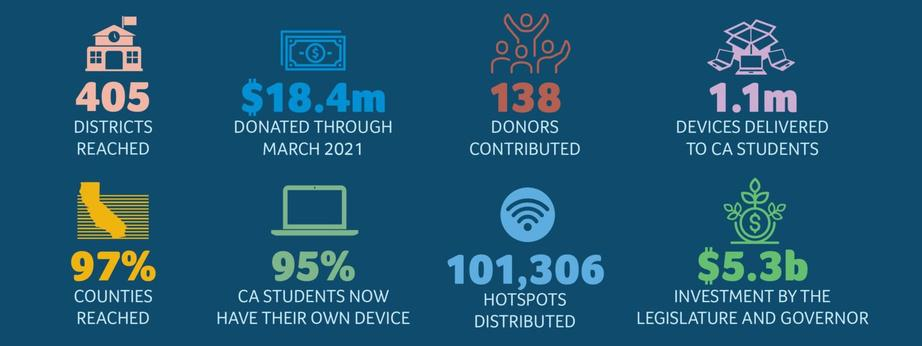 405
DISTRICTS
REACHED
$18.4m
DONATED THROUGH
MARCH 2021
138
DONORS
CONTRIBUTED
1.1m
DEVICES DELIVERED
TO CA STUDENTS
97%
COUNTIES
REACHED
95%
CA STUDENTS NOW
HAVE THEIR OWN DEVICE
101,306
HOTSPOTS
DISTRIBUTED
$5.3b
INVESTMENT BY THE
LEGISLATURE AND GOVERNOR